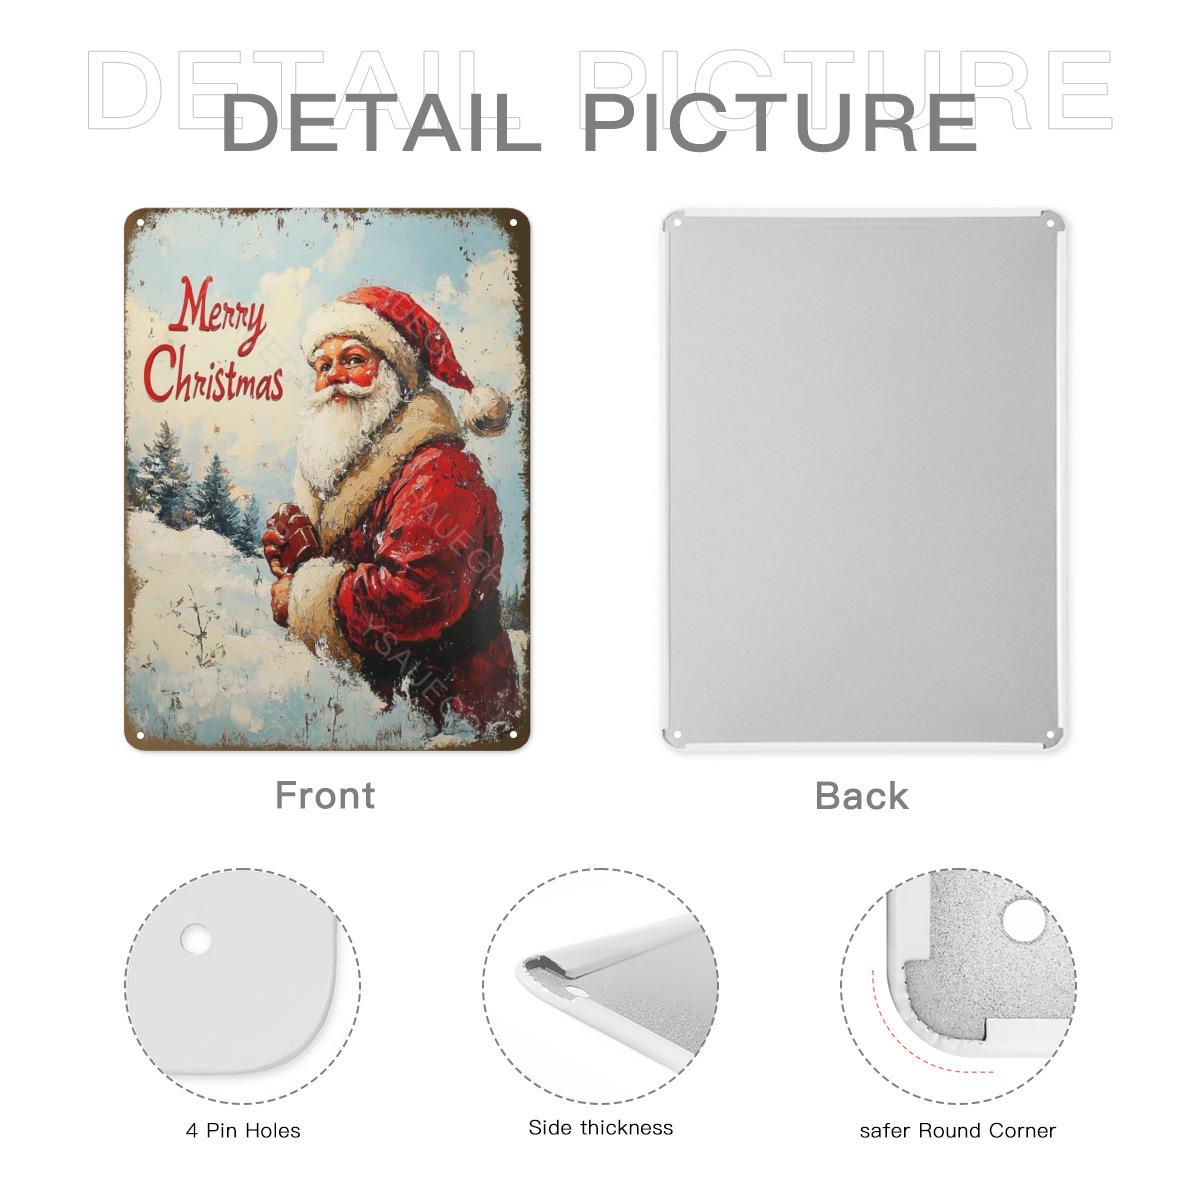 DETAIL PICTURE
DETAIL PICTURE
Merry
Christmas
Front
Back
4 Pin Holes
Side thickness
safer Round Corner